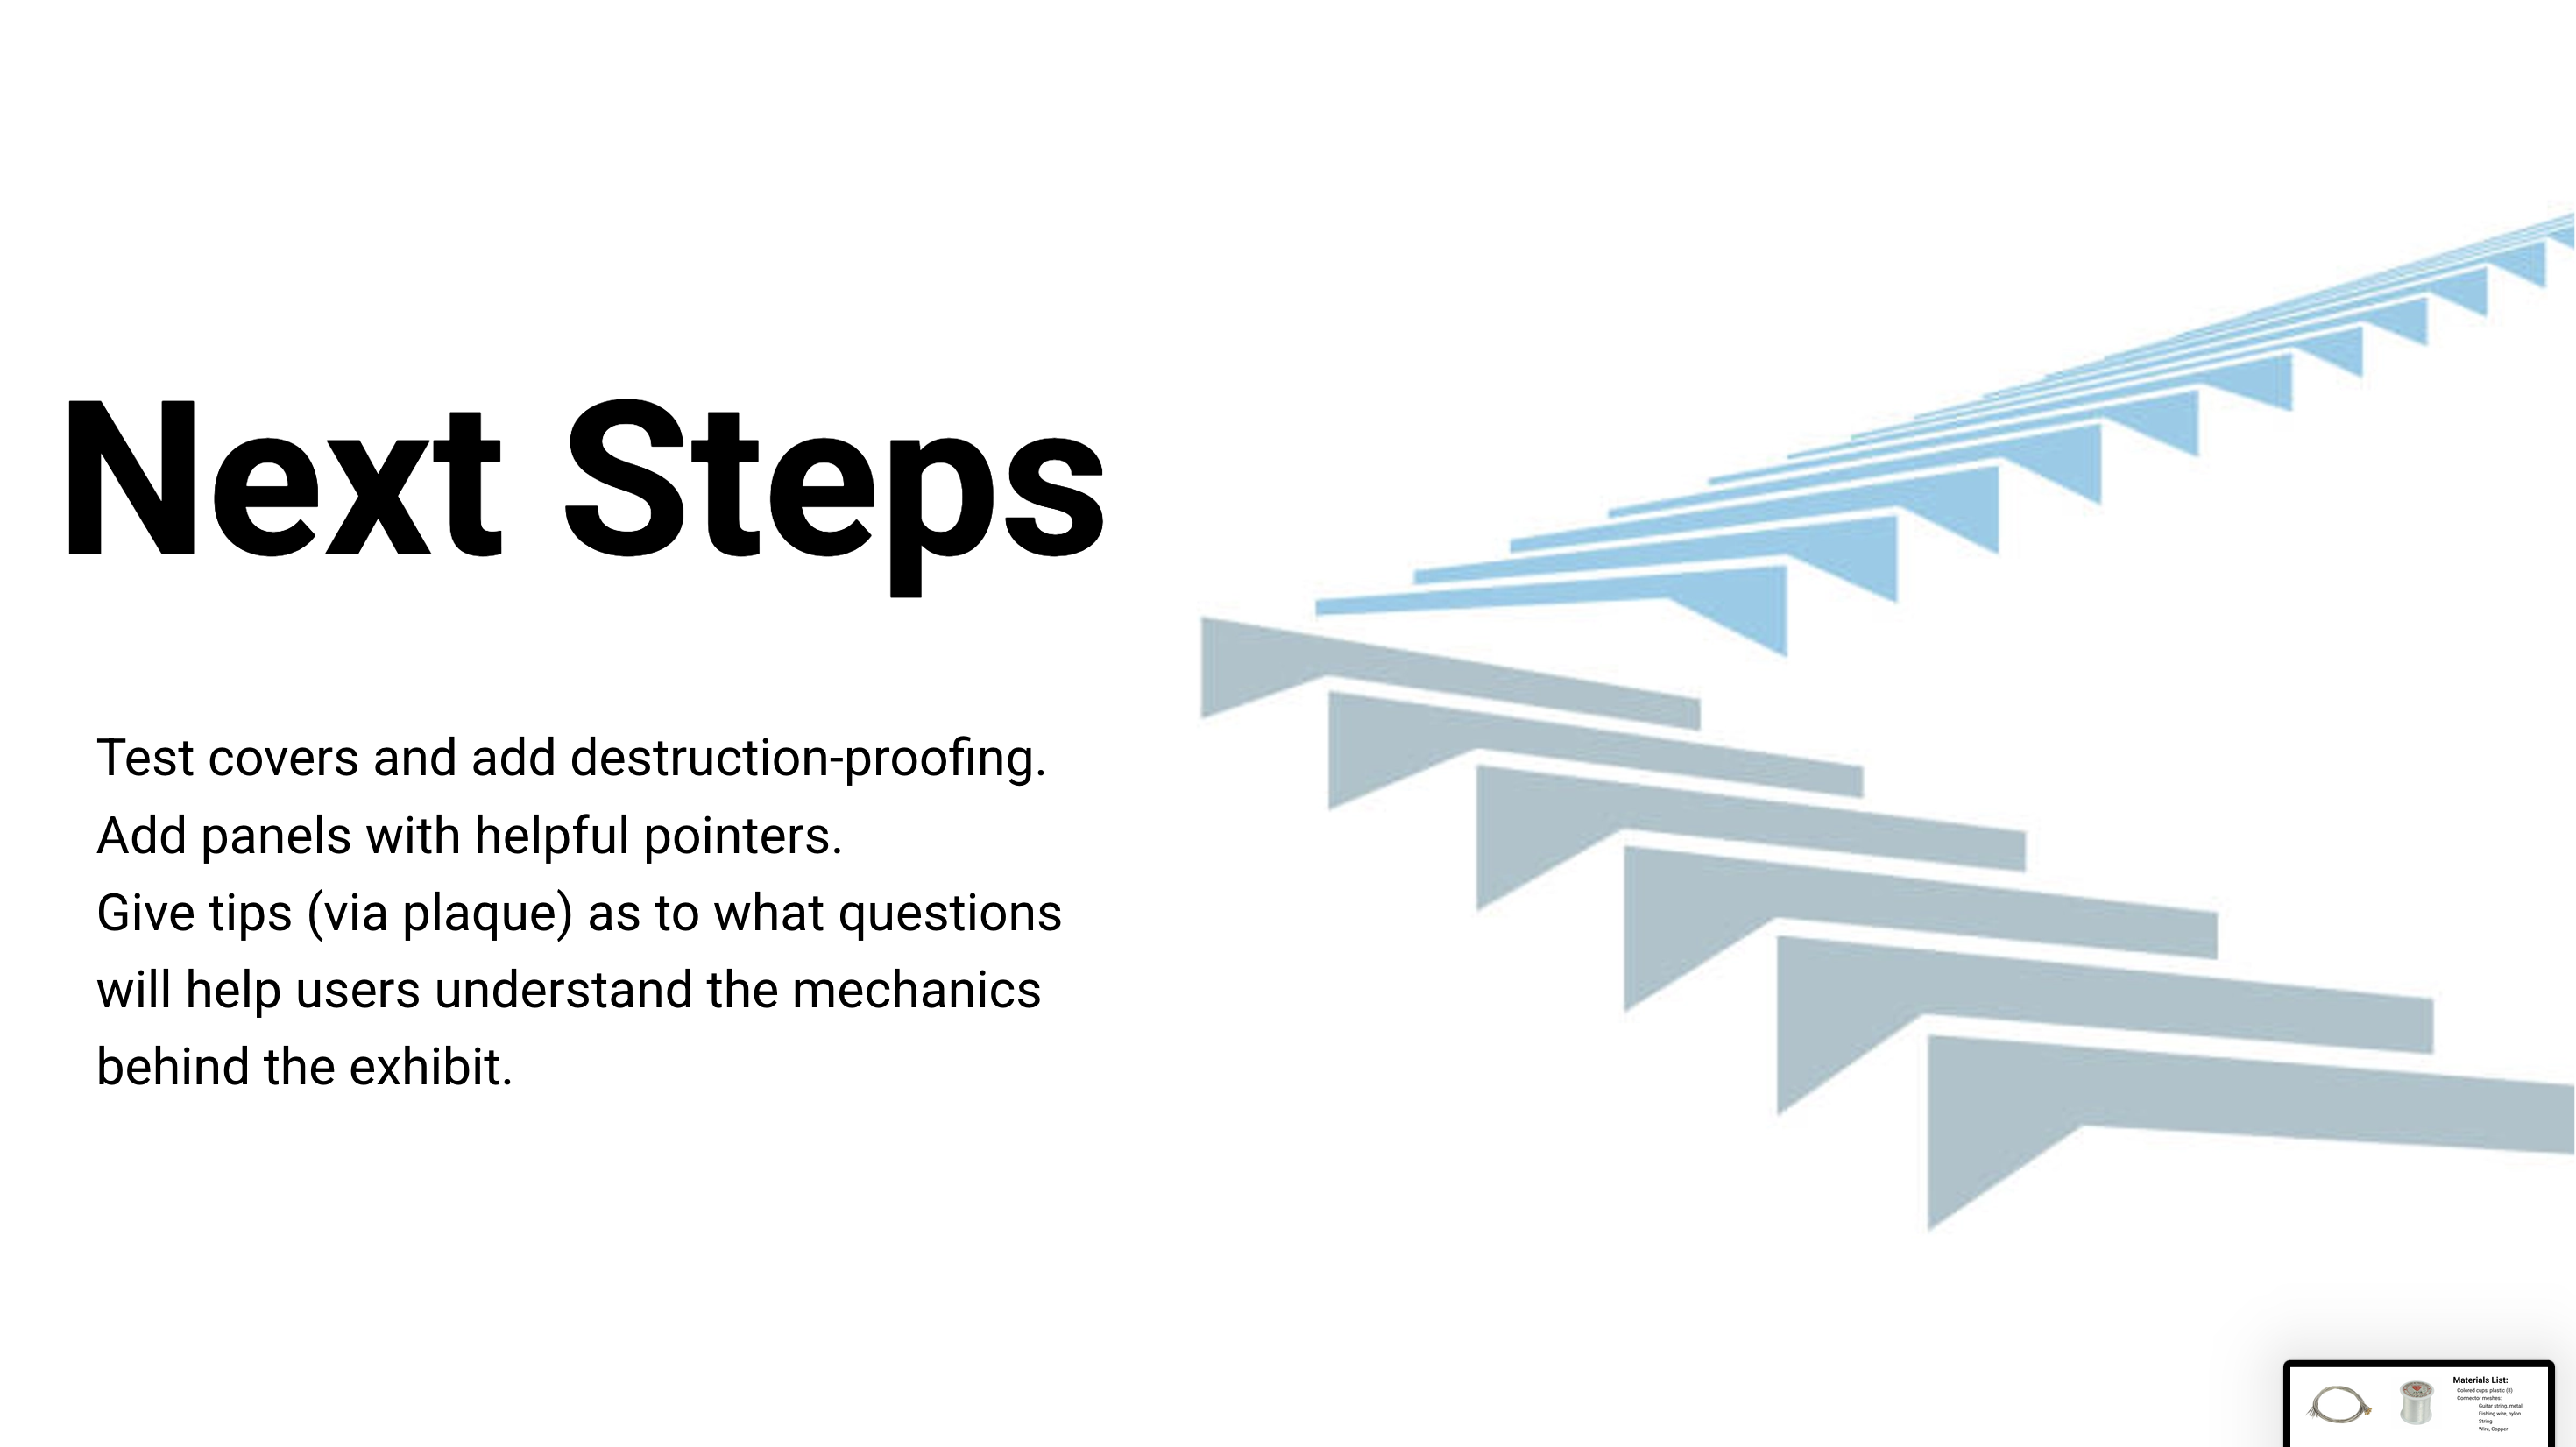 Next Steps
Test covers and add destruction-proofing.
Add panels with helpful pointers.
Give tips (via plaque) as to what questions
will help users understand the mechanics
behind the exhibit.
Materials List:
Colored cups, plastic (8)
Connector meshes:
Guitar string, metal
Fishing wire, nylon
String
Wire, Copper